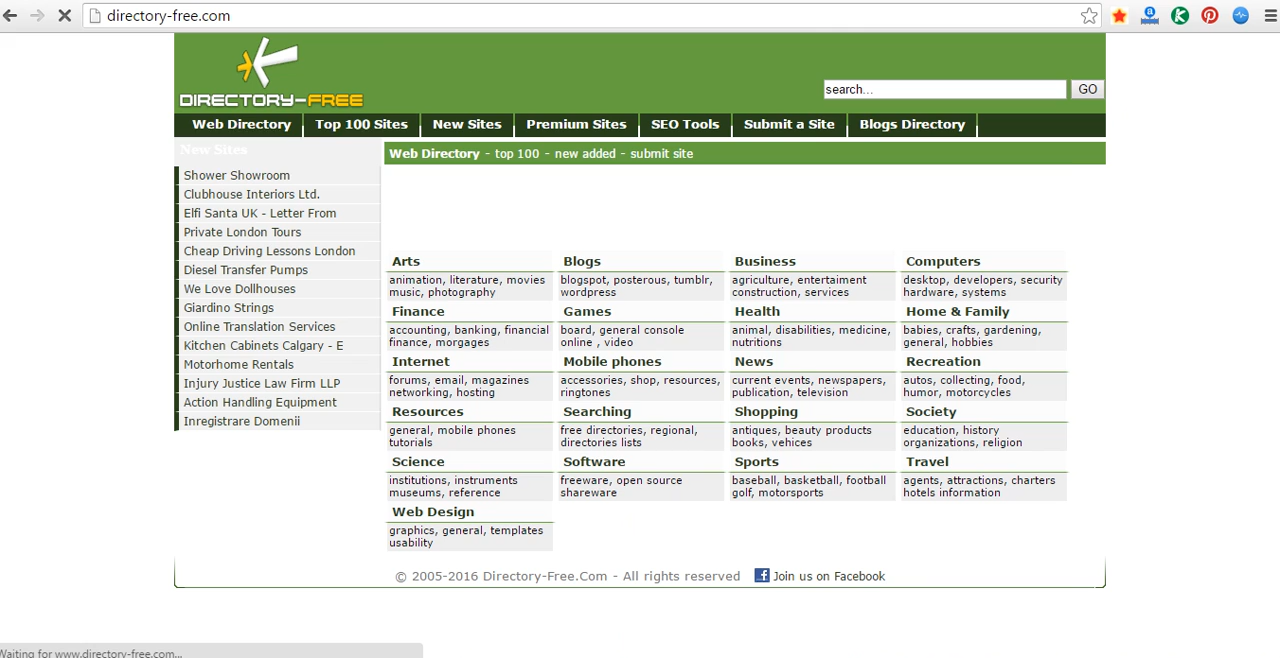 directory-free.com
DIRECTORY-FREE
search...
GO
Web Directory
Top 100 Sites
New Sites
Premium Sites
SEO Tools
Submit a Site
Blogs Directory
New Sites
Shower Showroom
Clubhouse Interiors Ltd.
Elfi Santa UK - Letter From
Private London Tours
Cheap Driving Lessons London
Diesel Transfer Pumps
We Love Dollhouses
Giardino Strings
Online Translation Services
Kitchen Cabinets Calgary - E
Motorhome Rentals
Injury Justice Law Firm LLP
Action Handling Equipment
Inregistrare Domenii
Web Directory - top 100 - new added - submit site
Arts
animation, literature, movies
music, photography
Blogs
blogspot, posterous, tumblr,
wordpress
Business
agriculture, entertaiment
construction, services
Computers
desktop, developers, security
hardware, systems
Finance
accounting, banking, financial
finance, morgages
Games
board, general console
online , video
Health
animal, disabilities, medicine,
nutritions
Home & Family
babies, crafts, gardening,
general, hobbies
Internet
forums, email, magazines
networking, hosting
Mobile phones
accessories, shop, resources,
ringtones
News
current events, newspapers,
publication, television
Recreation
autos, collecting, food,
humor, motorcycles
Resources
general, mobile phones
tutorials
Searching
free directories, regional,
directories lists
Shopping
antiques, beauty products
books, vehices
Society
education, history
organizations, religion
Science
institutions, instruments
museums, reference
Software
freeware, open source
shareware
Sports
baseball, basketball, football
golf, motorsports
Travel
agents, attractions, charters
hotels information
Web Design
graphics, general, templates
usability
© 2005-2016 Directory-Free.Com - All rights reserved
Join us on Facebook
Waiting for www.directory-free.com...